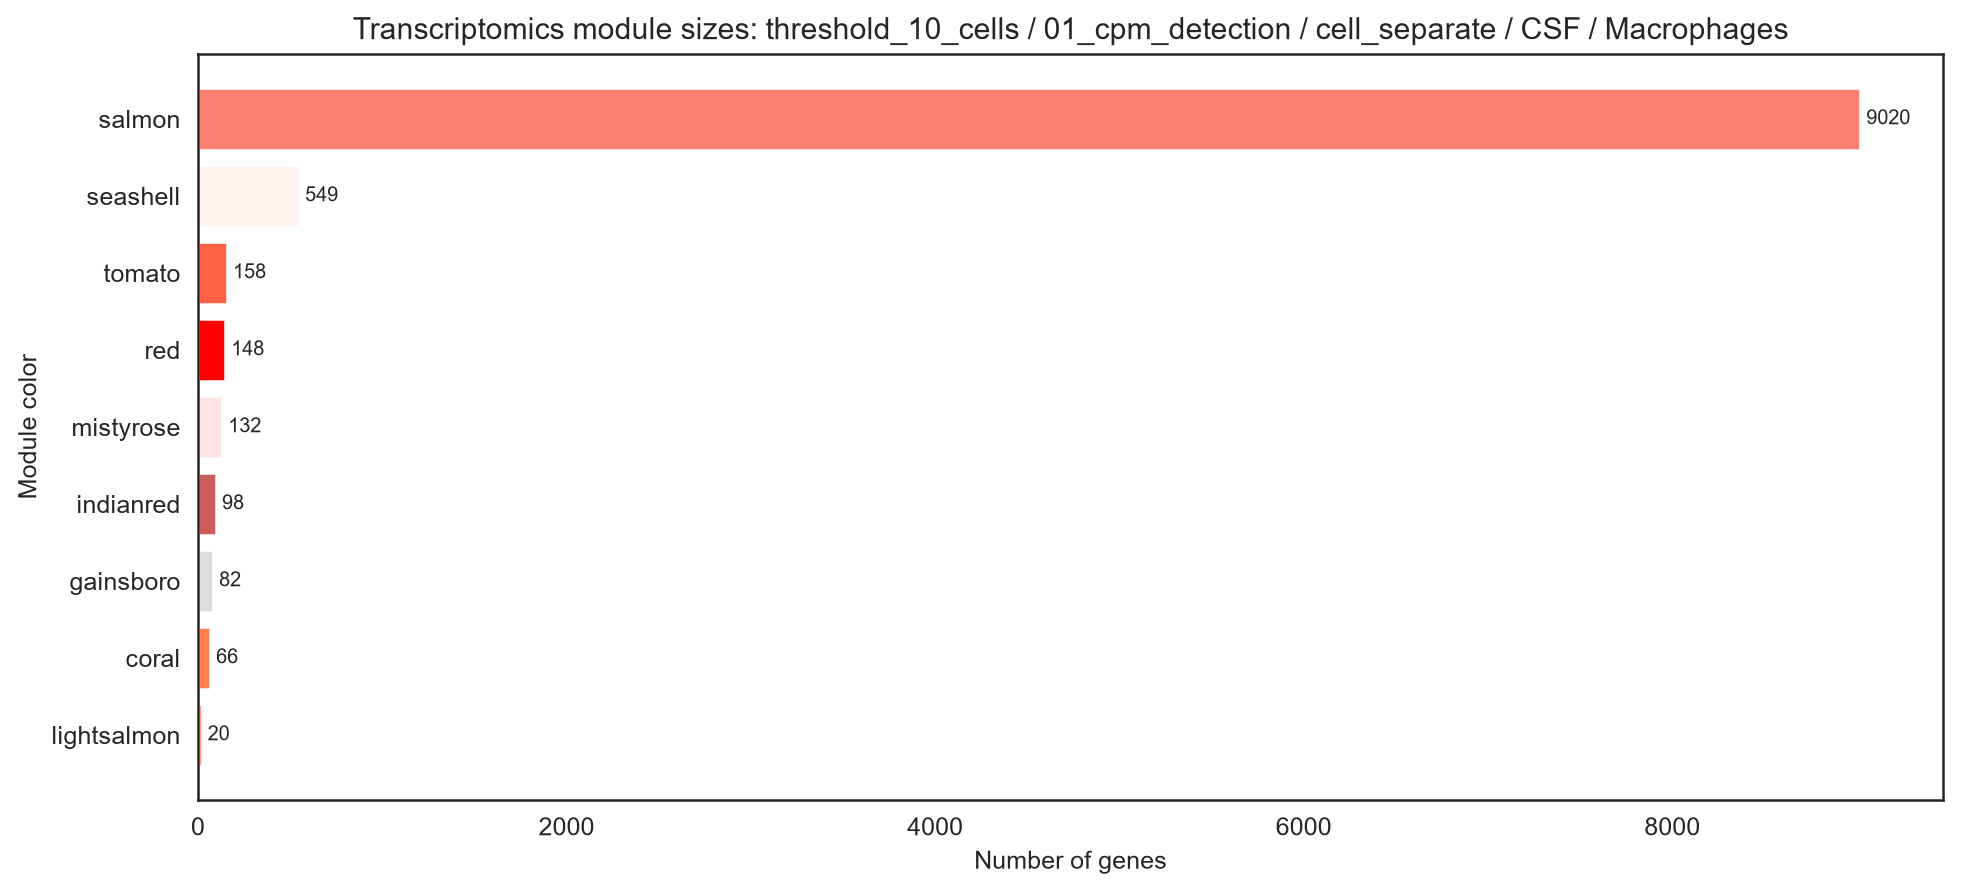 Transcriptomics module sizes: threshold_10_cells / 01_cpm_detection / cell_separate / CSF / Macrophages
Module color
salmon 9020
seashell 549
tomato 158
red 148
mistyrose 132
indianred 98
gainsboro 82
coral 66
lightsalmon 20
0 2000 4000 6000 8000
Number of genes